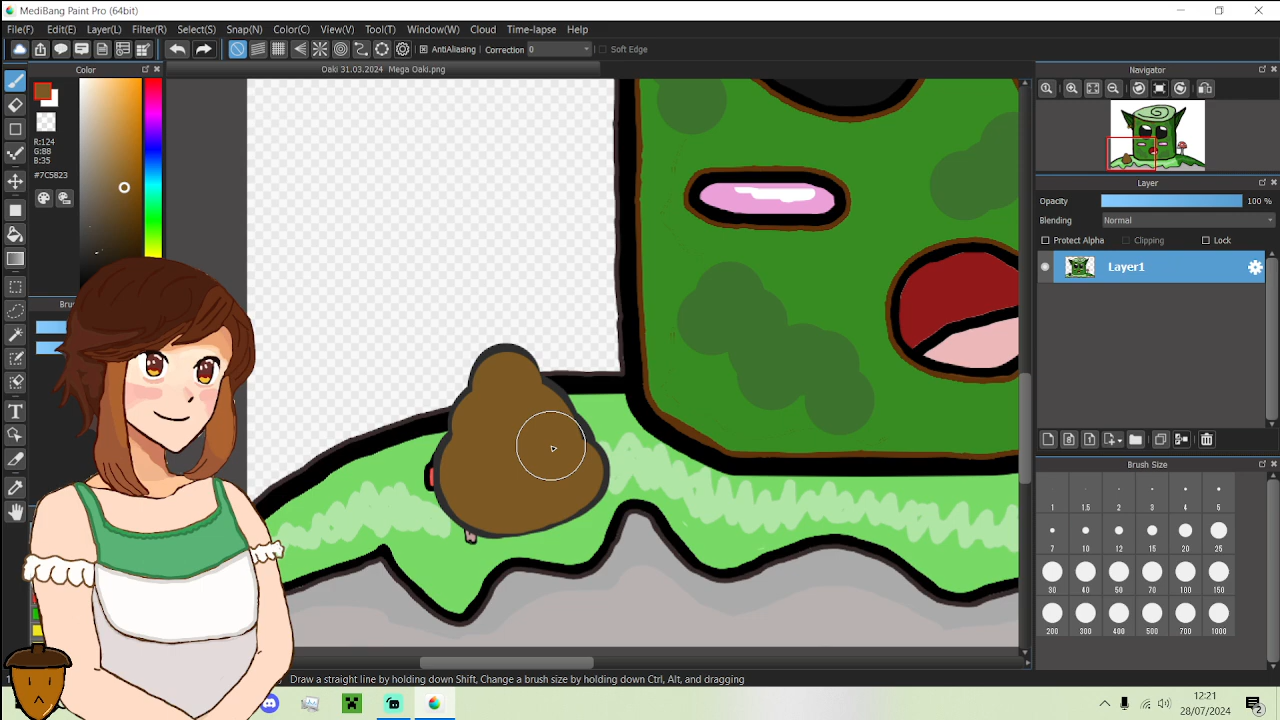 MediBang Paint Pro (64bit)
File(F) Edit(E) Layer(L) Filter(R) Select(S) Snap(N) Color(C) View(V) Tool(T) Window(W) Cloud Time-lapse Help
AntiAliasing Correction 0 Soft Edge
Color
Oaki 31.03.2024 Mega Oaki.png
Navigator
R:124
G:88
B:35
#7C5823
Layer
Opacity 100 %
Blending Normal
Protect Alpha Clipping Lock
Layer1
Brush Size
1 1.5 2 3 4 5
7 10 12 15 20 25
30 40 50 70 100 150
200 300 400 500 700 1000
Draw a straight line by holding down Shift, Change a brush size by holding down Ctrl, Alt, and dragging
12:21
28/07/2024
2